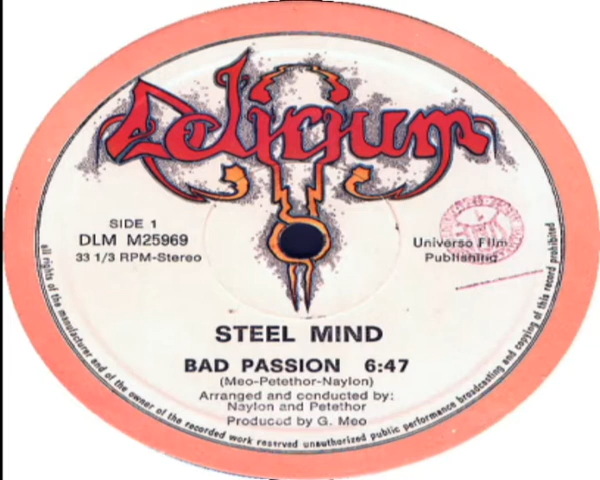 Delirium
SIDE 1
DLM M25969
33 1/3 RPM-Stereo
Universo Film
Publishing
STEEL MIND
BAD PASSION 6:47
(Meo-Petethor-Naylon)
Arranged and conducted by:
Naylon and Petethor
Produced by G. Meo
all rights of the manufacturer and of the owner of the recorded work reserved unauthorized public performance broadcasting and copying of this record prohibited